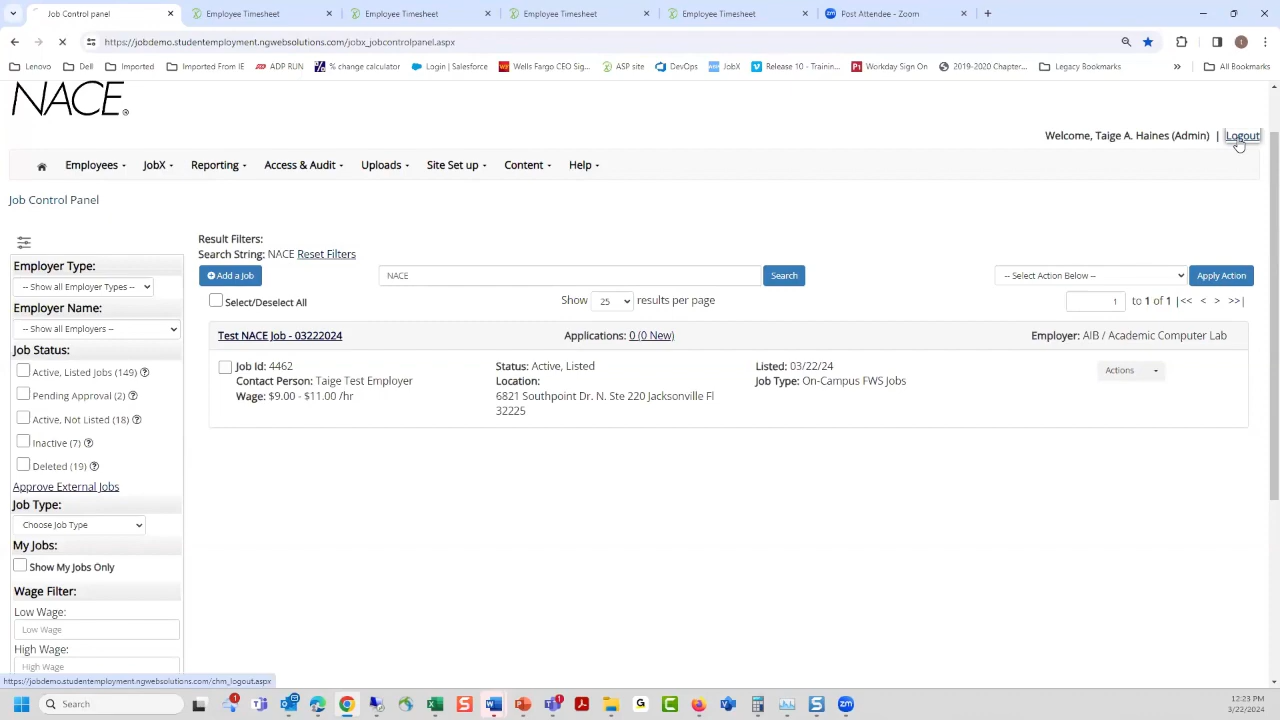 Job Control Panel
Employee Timesheet
Employee Timesheet
Employee Timesheet
Employee Timesheet
Post Attendee - Zoom
https://jobdemo.studentemployment.ngwebsolutions.com/jobx_jobcontrolpanel.aspx
Lenovo
Dell
Imported
Imported From IE
ADP RUN
% change calculator
Login | Salesforce
Wells Fargo CEO Sig...
ASP site
DevOps
JobX
Release 10 - Trainin...
Workday Sign On
2019-2020 Chapter...
Legacy Bookmarks
»
All Bookmarks
NACE®
Welcome, Taige A. Haines (Admin) | Logout
Employees
JobX
Reporting
Access & Audit
Uploads
Site Set up
Content
Help
Job Control Panel
Employer Type:
-- Show all Employer Types --
Employer Name:
-- Show all Employers --
Job Status:
Active, Listed Jobs (149)
Pending Approval (2)
Active, Not Listed (18)
Inactive (7)
Deleted (19)
Approve External Jobs
Job Type:
Choose Job Type
My Jobs:
Show My Jobs Only
Wage Filter:
Low Wage:
Low Wage
High Wage:
High Wage
Result Filters:
Search String: NACE Reset Filters
Add a Job
NACE
Search
-- Select Action Below --
Apply Action
Select/Deselect All
Show 25 results per page
1 to 1 of 1 |<< < > >>|
Test NACE Job - 03222024
Applications: 0 (0 New)
Employer: AIB / Academic Computer Lab
Job Id: 4462
Contact Person: Taige Test Employer
Wage: $9.00 - $11.00 /hr
Status: Active, Listed
Location:
6821 Southpoint Dr. N. Ste 220 Jacksonville Fl
32225
Listed: 03/22/24
Job Type: On-Campus FWS Jobs
Actions
https://jobdemo.studentemployment.ngwebsolutions.com/chm_logout.aspx
Search
12:23 PM
3/22/2024